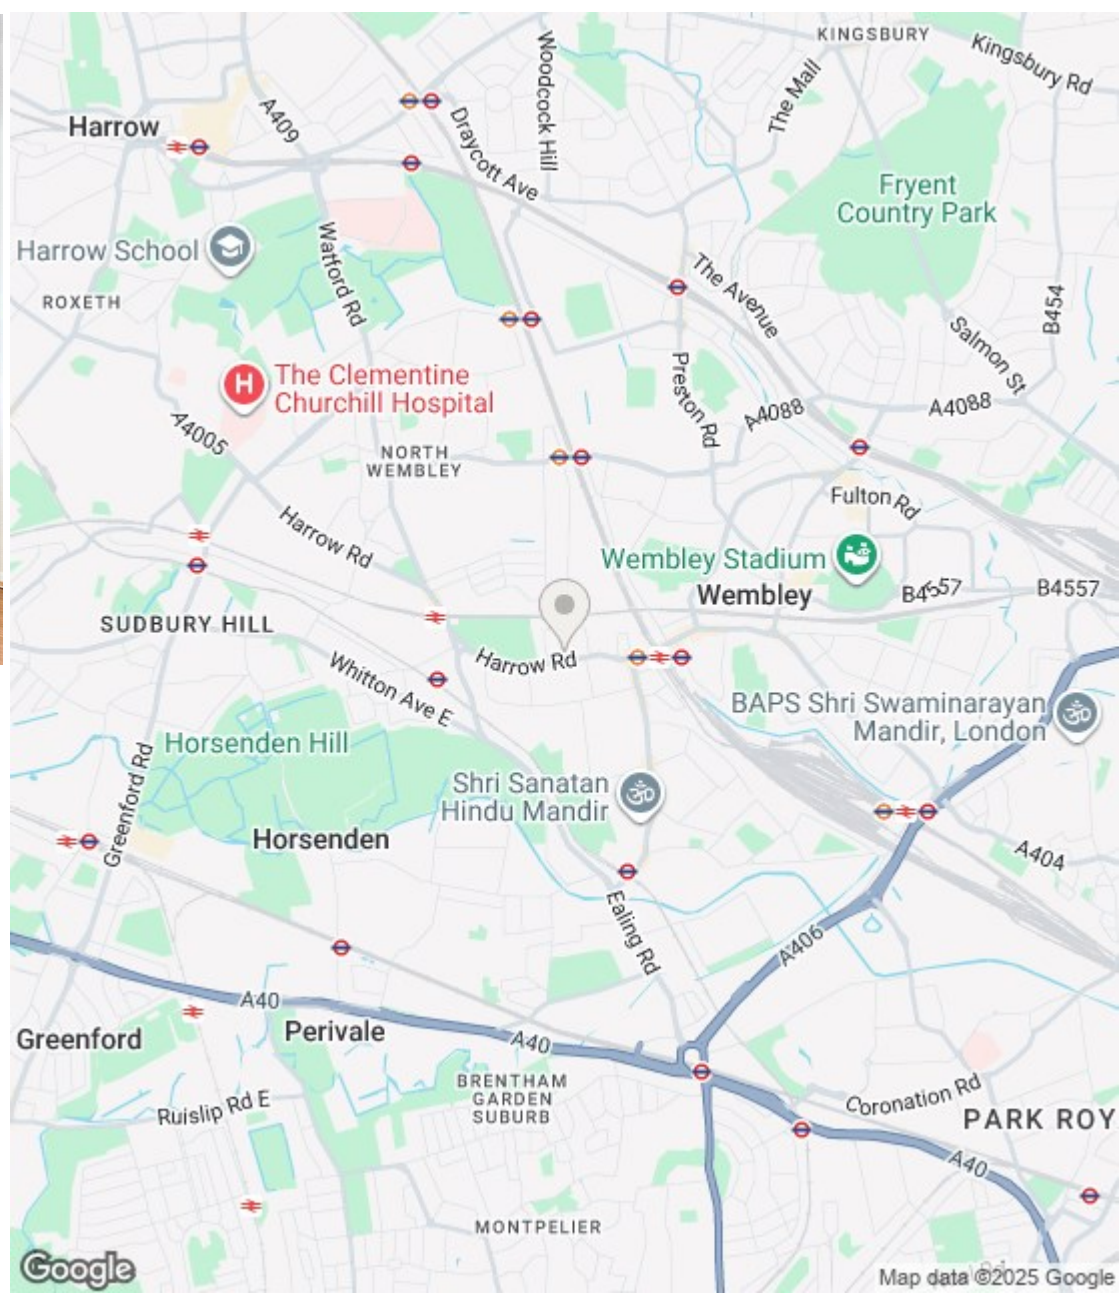 KINGSBURY
Kingsbury Rd
Woodcock Hill
The Mall
A409
Harrow
Draycott Ave
Fryent
Country Park
Harrow School
Watford Rd
ROXETH
The Avenue
B454
Salmon St
The Clementine
Churchill Hospital
Preston Rd
A4088
A4088
A4005
NORTH
WEMBLEY
Fulton Rd
Harrow Rd
Wembley Stadium
Wembley
B4557
B4557
SUDBURY HILL
Harrow Rd
Whitton Ave E
BAPS Shri Swaminarayan
Mandir, London
Horsenden Hill
Shri Sanatan
Hindu Mandir
Greenford Rd
Horsenden
A404
Ealing Rd
A406
A40
Greenford
Perivale
A40
BRENTHAM
GARDEN
SUBURB
Coronation Rd
Ruislip Rd E
PARK ROY
A40
MONTPELIER
Google
Map data ©2025 Google